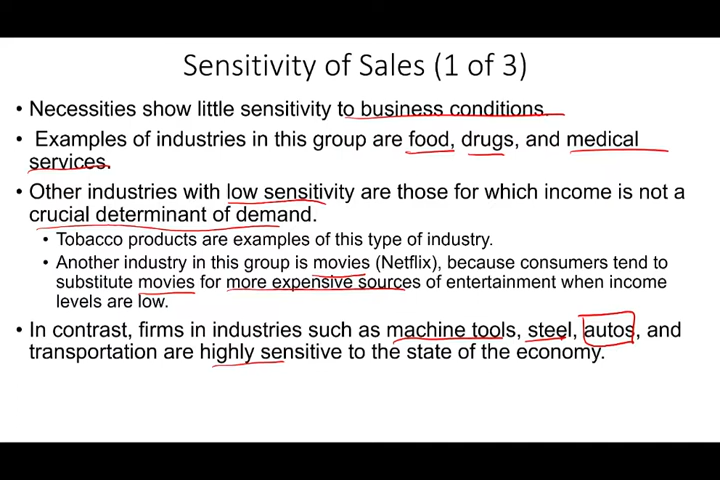 Sensitivity of Sales (1 of 3)
• Necessities show little sensitivity to business conditions.
• Examples of industries in this group are food, drugs, and medical
services.
• Other industries with low sensitivity are those for which income is not a
crucial determinant of demand.
• Tobacco products are examples of this type of industry.
• Another industry in this group is movies (Netflix), because consumers tend to
substitute movies for more expensive sources of entertainment when income
levels are low.
• In contrast, firms in industries such as machine tools, steel, autos, and
transportation are highly sensitive to the state of the economy.